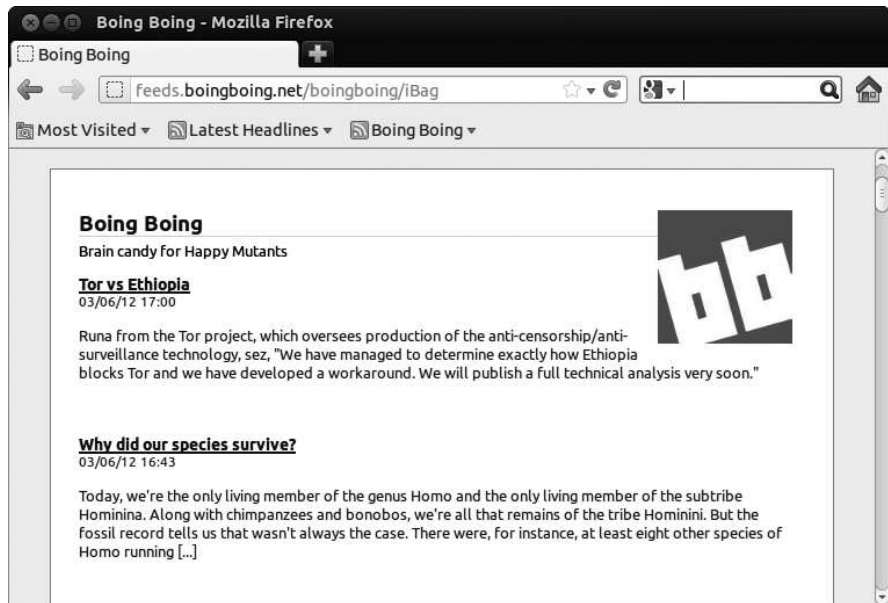 Boing Boing - Mozilla Firefox
Boing Boing
feeds.boingboing.net/boingboing/iBag
Most Visited
Latest Headlines
Boing Boing
Boing Boing
Brain candy for Happy Mutants
bb
Tor vs Ethiopia
03/06/12 17:00
Runa from the Tor project, which oversees production of the anti-censorship/anti-
surveillance technology, sez, "We have managed to determine exactly how Ethiopia
blocks Tor and we have developed a workaround. We will publish a full technical analysis very soon."
Why did our species survive?
03/06/12 16:43
Today, we're the only living member of the genus Homo and the only living member of the subtribe
Hominina. Along with chimpanzees and bonobos, we're all that remains of the tribe Hominini. But the
fossil record tells us that wasn't always the case. There were, for instance, at least eight other species of
Homo running [...]